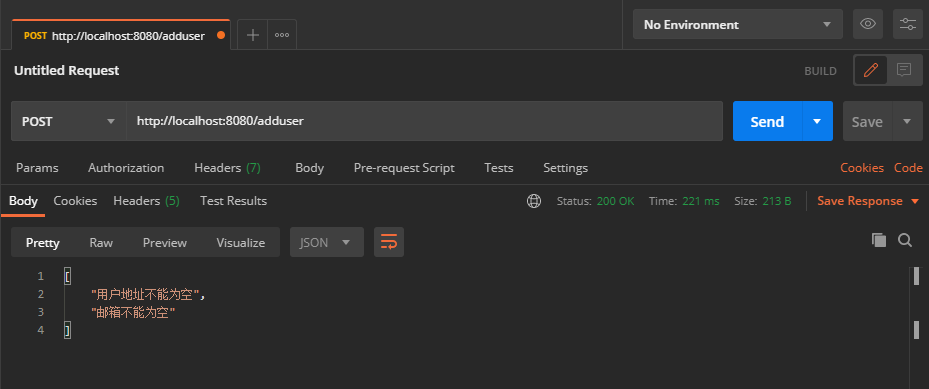 POST http://localhost:8080/adduser
No Environment
Untitled Request
BUILD
POST http://localhost:8080/adduser Send Save
Params Authorization Headers (7) Body Pre-request Script Tests Settings Cookies Code
Body Cookies Headers (5) Test Results Status: 200 OK Time: 221 ms Size: 213 B Save Response
Pretty Raw Preview Visualize JSON
1 [
2 "用户地址不能为空",
3 "邮箱不能为空"
4 ]